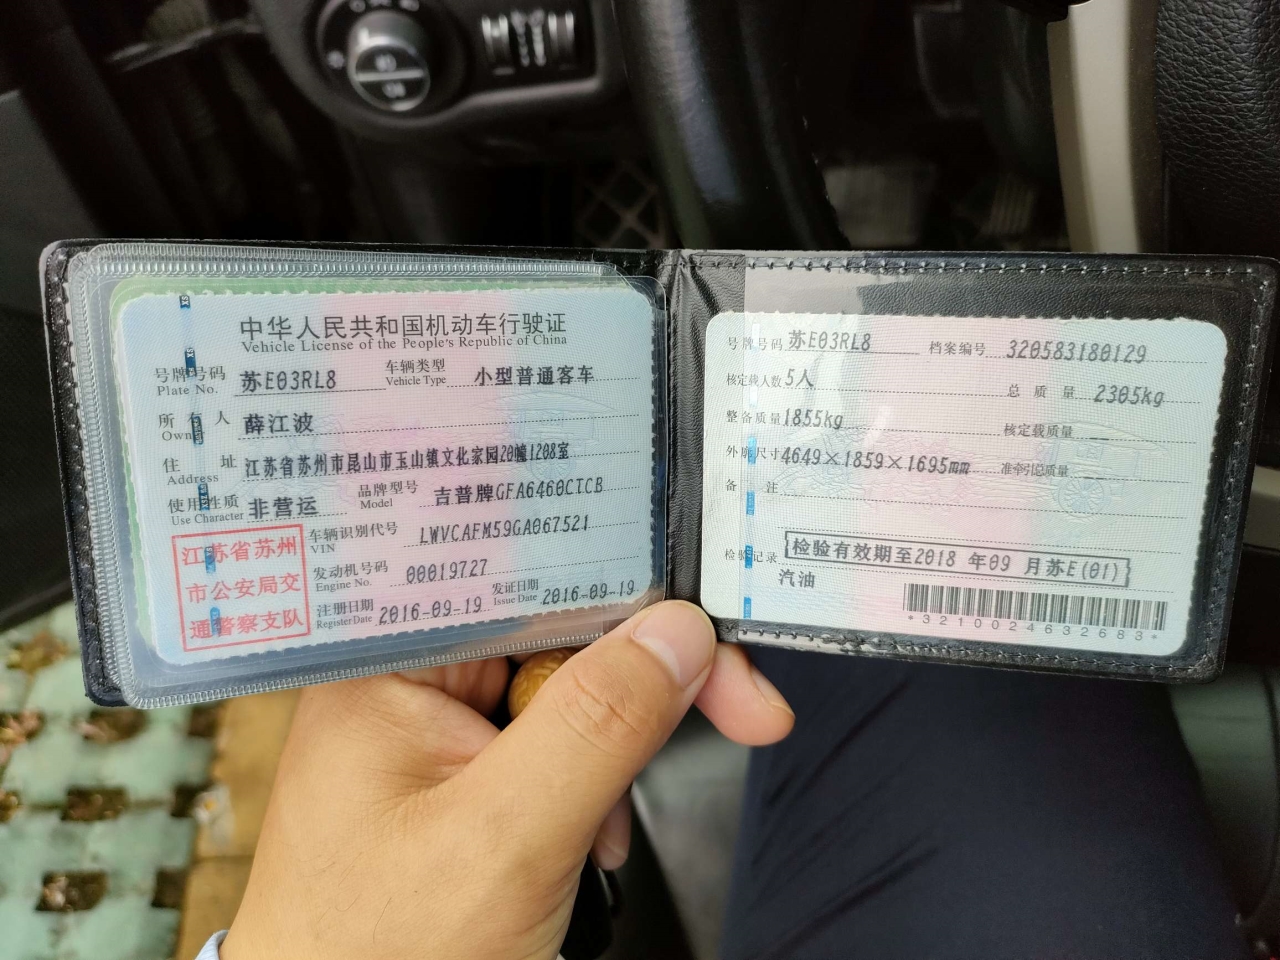 中华人民共和国机动车行驶证
Vehicle License of the People's Republic of China
号牌号码 苏E03RL8 车辆类型 小型普通客车
Plate No. Vehicle Type
所有人 薛江波
Owner
住址 江苏省苏州市昆山市玉山镇文化家园20幢1208室
Address
使用性质 非营运 品牌型号 吉普牌GFA6460CTCB
Use Character Model
江苏省苏州市公安局交通警察支队
车辆识别代号 LWVCAFM59GA067521
VIN
发动机号码 00019727
Engine No.
注册日期 2016-09-19 发证日期 2016-09-19
Register Date Issue Date
号牌号码 苏E03RL8 档案编号 320583180129
核定载人数 5人 总质量 2305kg
整备质量 1855kg 核定载质量
外廓尺寸 4649×1859×1695mm 准牵引总质量
备注
检验记录 检验有效期至2018 年09 月苏E(01)
汽油
*3210024632683*